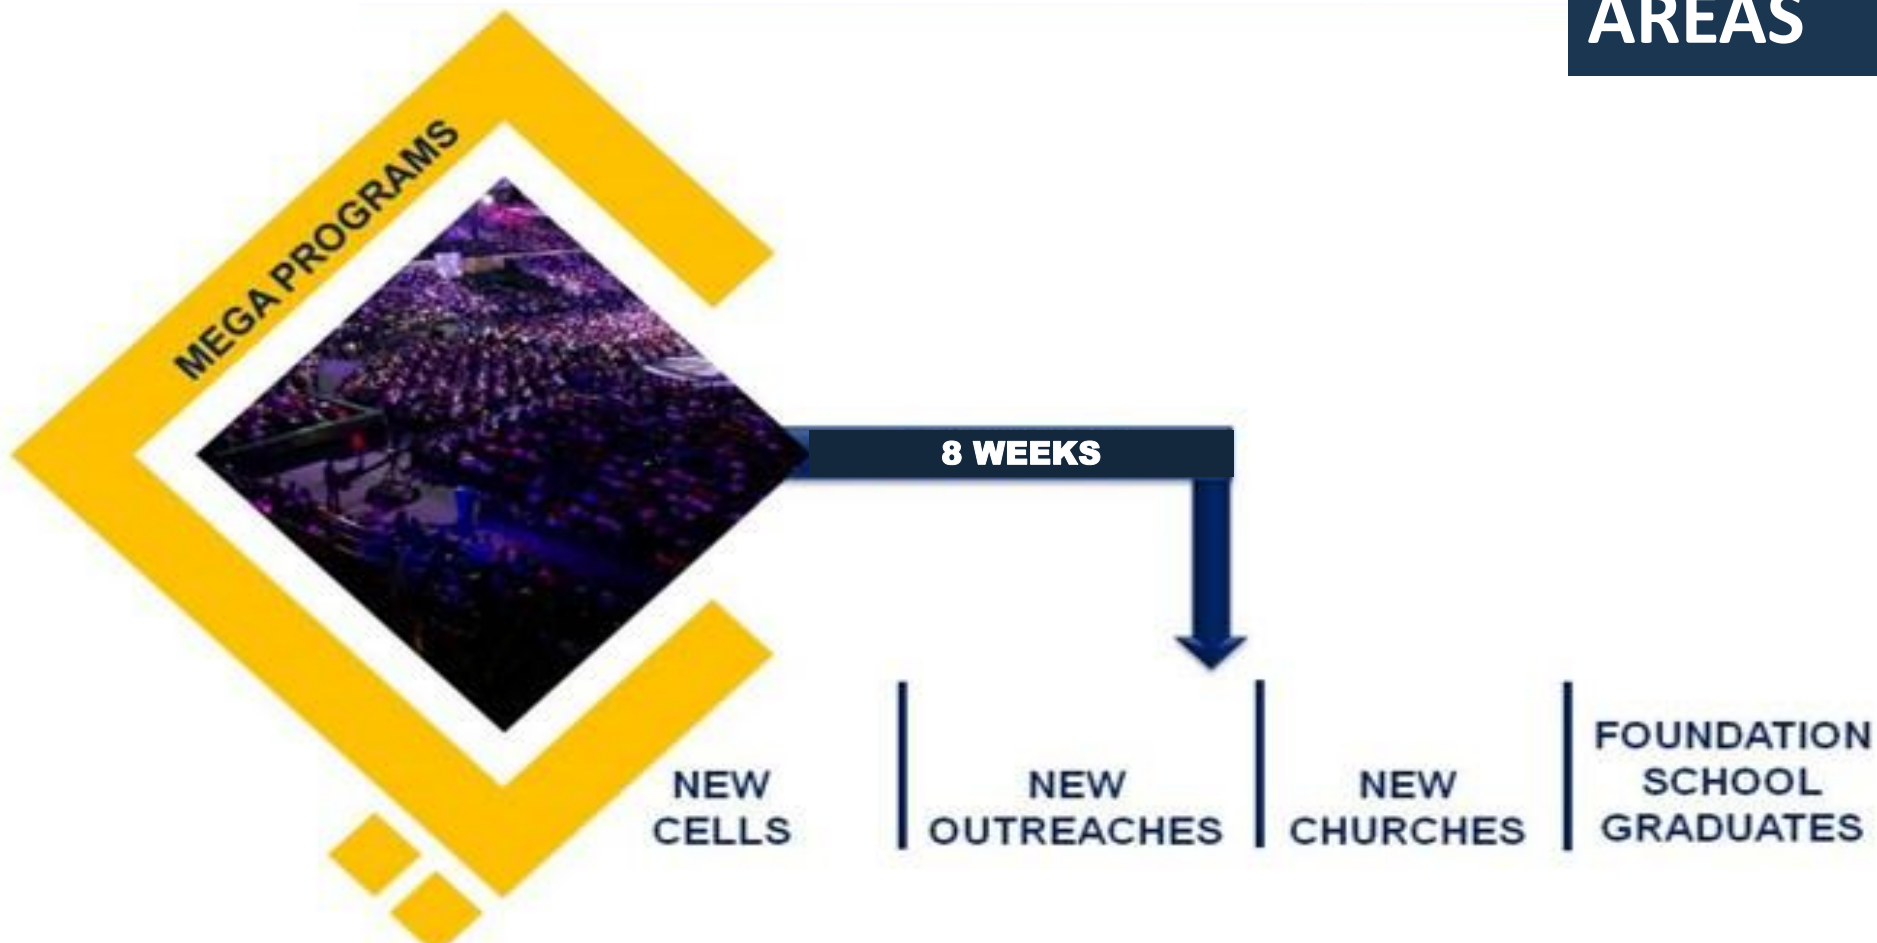 AREAS
MEGA PROGRAMS
8 WEEKS
NEW
CELLS
NEW
OUTREACHES
NEW
CHURCHES
FOUNDATION
SCHOOL
GRADUATES